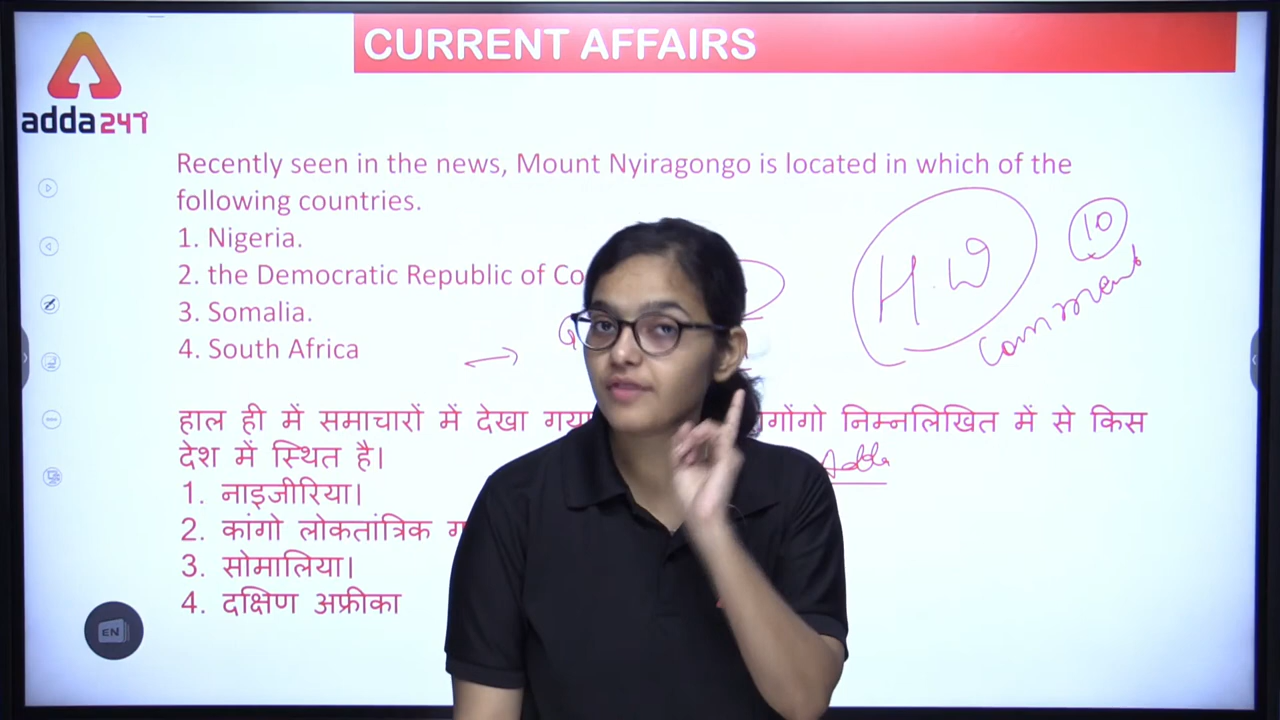 CURRENT AFFAIRS
adda247
Recently seen in the news, Mount Nyiragongo is located in which of the
following countries.
1. Nigeria.
2. the Democratic Republic of Co
3. Somalia.
4. South Africa
H.W
10
comment
हाल ही में समाचारों में देखा गया गोंगो निम्नलिखित में से किस
देश में स्थित है।
Adda
1. नाइजीरिया।
2. कांगो लोकतांत्रिक ग
3. सोमालिया।
4. दक्षिण अफ्रीका
EN